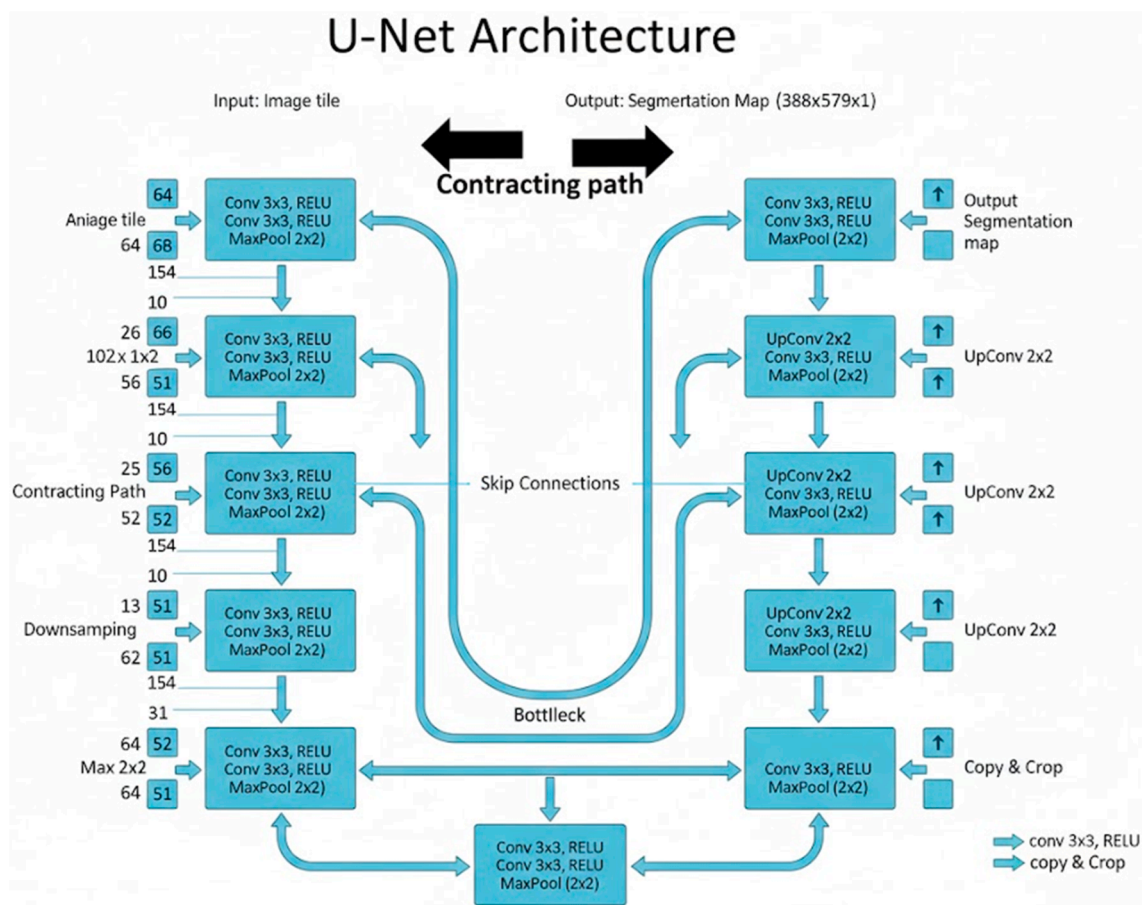 U-Net Architecture
Input: Image tile
Output: Segmertation Map (388x579x1)
Contracting path
64
Aniage tile
64 68
Conv 3x3, RELU
Conv 3x3, RELU
MaxPool 2x2)
Conv 3x3, RELU
Conv 3x3, RELU
MaxPool (2x2)
Output
Segmentation
map
154
10
26 66
102x 1x2
56 51
Conv 3x3, RELU
Conv 3x3, RELU
MaxPool 2x2)
UpConv 2x2
Conv 3x3, RELU
MaxPool (2x2)
UpConv 2x2
154
10
25 56
Contracting Path
52 52
Conv 3x3, RELU
Conv 3x3, RELU
MaxPool 2x2)
Skip Connections
UpConv 2x2
Conv 3x3, RELU
MaxPool (2x2)
UpConv 2x2
154
10
13 51
Downsamping
62 51
Conv 3x3, RELU
Conv 3x3, RELU
MaxPool 2x2)
UpConv 2x2
Conv 3x3, RELU
MaxPool (2x2)
UpConv 2x2
154
31
Bottlleck
64 52
Max 2x2
64 51
Conv 3x3, RELU
Conv 3x3, RELU
MaxPool 2x2)
Conv 3x3, RELU
MaxPool (2x2)
Copy & Crop
Conv 3x3, RELU
Conv 3x3, RELU
MaxPool (2x2)
conv 3x3, RELU
copy & Crop